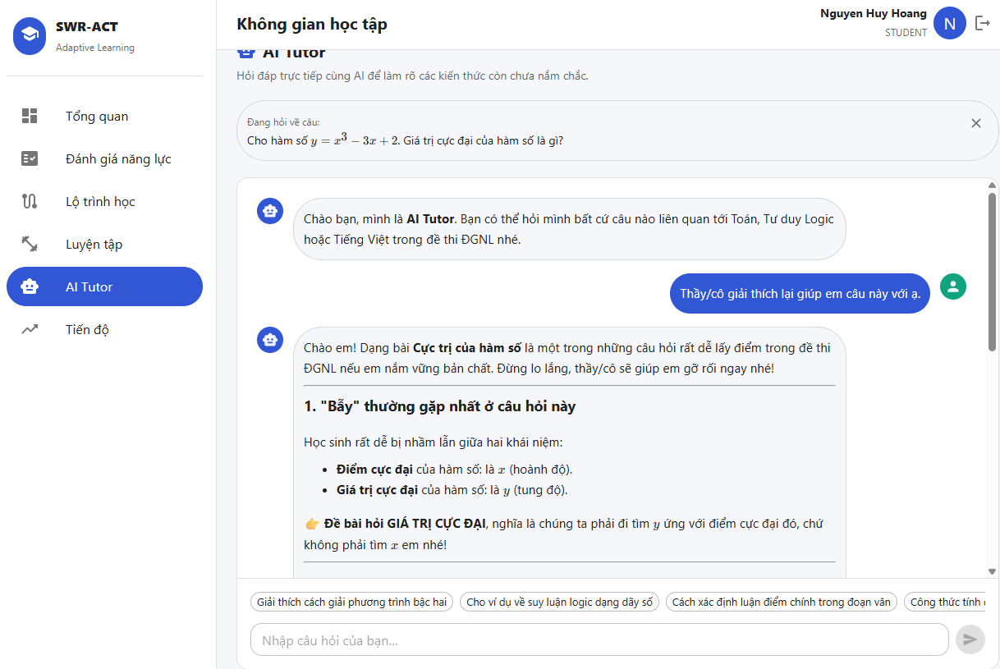 SWR-ACT
Adaptive Learning
Tổng quan
Đánh giá năng lực
Lộ trình học
Luyện tập
AI Tutor
Tiến độ
Không gian học tập
Nguyen Huy Hoang
STUDENT
N
AI Tutor
Hỏi đáp trực tiếp cùng AI để làm rõ các kiến thức còn chưa nắm chắc.
Đang hỏi về câu:
Cho hàm số y = x³ − 3x + 2. Giá trị cực đại của hàm số là gì?
Chào bạn, mình là AI Tutor. Bạn có thể hỏi mình bất cứ câu nào liên quan tới Toán, Tư duy Logic
hoặc Tiếng Việt trong đề thi ĐGNL nhé.
Thầy/cô giải thích lại giúp em câu này với ạ.
Chào em! Dạng bài Cực trị của hàm số là một trong những câu hỏi rất dễ lấy điểm trong đề thi
ĐGNL nếu em nắm vững bản chất. Đừng lo lắng, thầy/cô sẽ giúp em gỡ rối ngay nhé!
1. "Bẫy" thường gặp nhất ở câu hỏi này
Học sinh rất dễ bị nhầm lẫn giữa hai khái niệm:
• Điểm cực đại của hàm số: là x (hoành độ).
• Giá trị cực đại của hàm số: là y (tung độ).
👉 Đề bài hỏi GIÁ TRỊ CỰC ĐẠI, nghĩa là chúng ta phải đi tìm y ứng với điểm cực đại đó, chứ
không phải tìm x em nhé!
Giải thích cách giải phương trình bậc hai
Cho ví dụ về suy luận logic dạng dãy số
Cách xác định luận điểm chính trong đoạn văn
Công thức tính
Nhập câu hỏi của bạn...